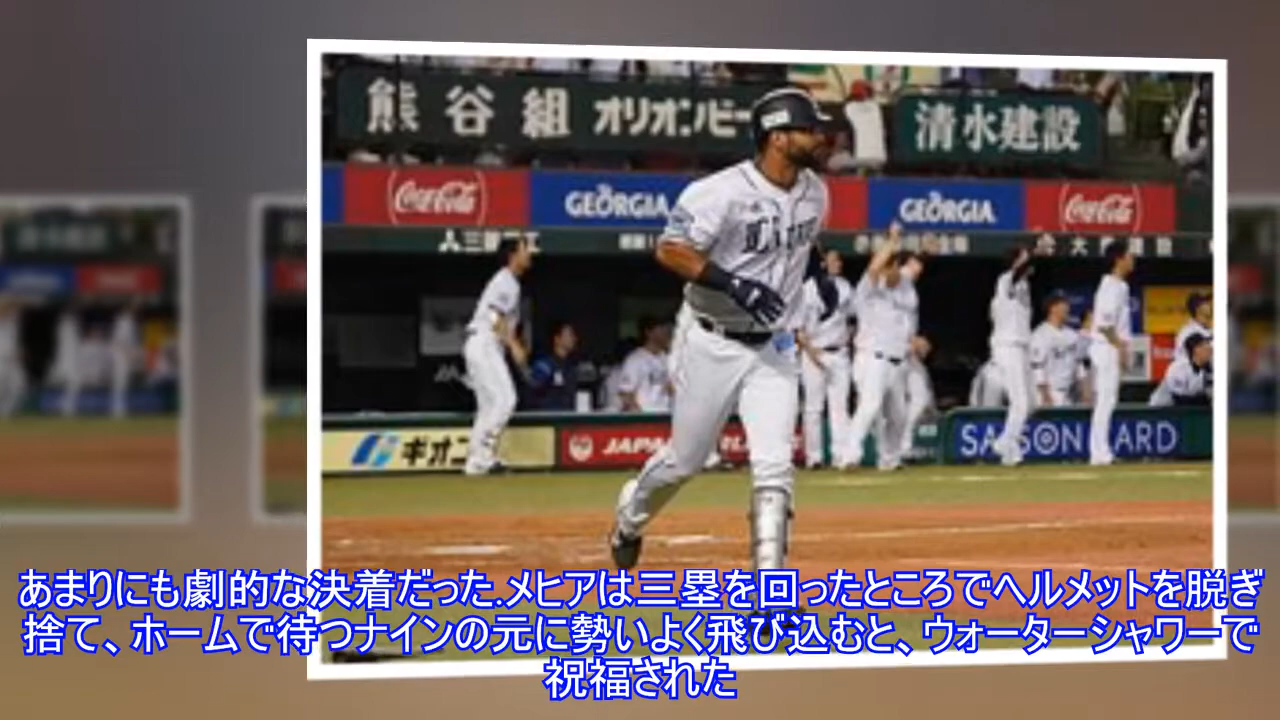 熊谷組 オリオンビー
清水建設
Coca-Cola GEORGIA GEORGIA Coca-Cola
ギオン JAPAN
SAISON CARD
あまりにも劇的な決着だった.メヒアは三塁を回ったところでヘルメットを脱ぎ
捨て、ホームで待つナインの元に勢いよく飛び込むと、ウォーターシャワーで
祝福された